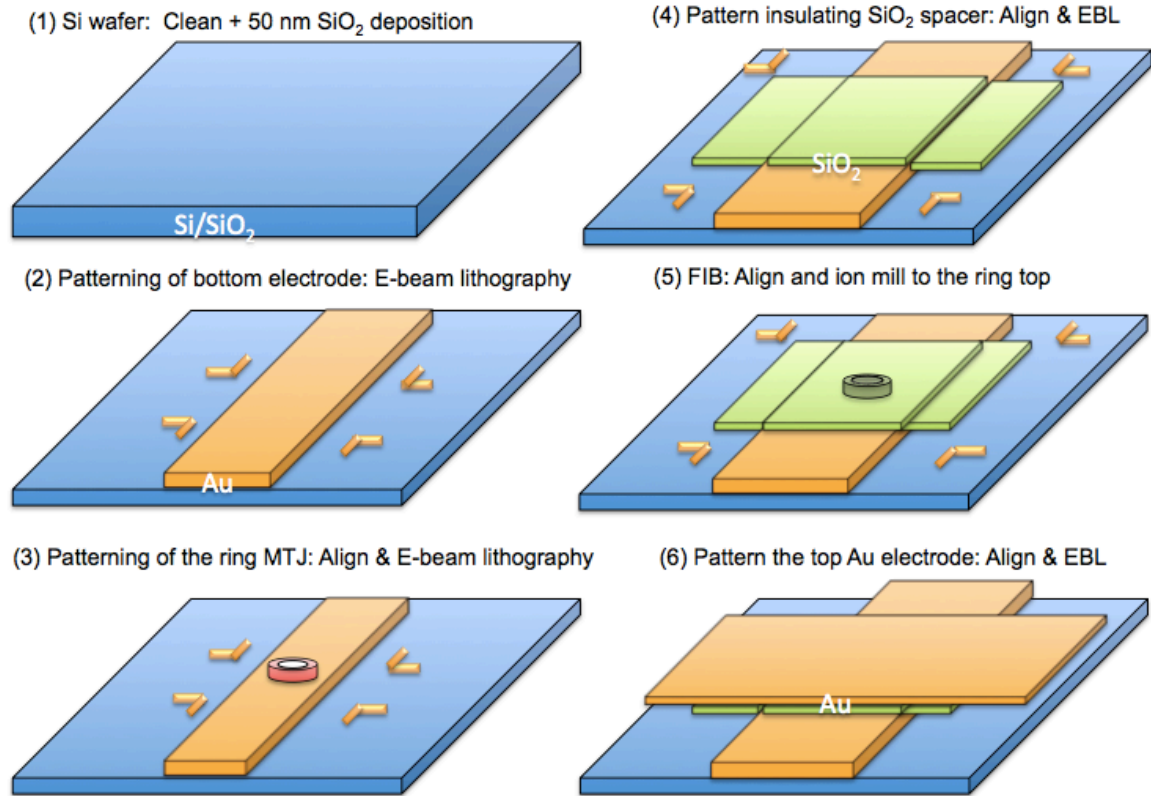 (1) Si wafer: Clean + 50 nm SiO₂ deposition
Si/SiO₂
(2) Patterning of bottom electrode: E-beam lithography
Au
(3) Patterning of the ring MTJ: Align & E-beam lithography
(4) Pattern insulating SiO₂ spacer: Align & EBL
SiO₂
(5) FIB: Align and ion mill to the ring top
(6) Pattern the top Au electrode: Align & EBL
Au